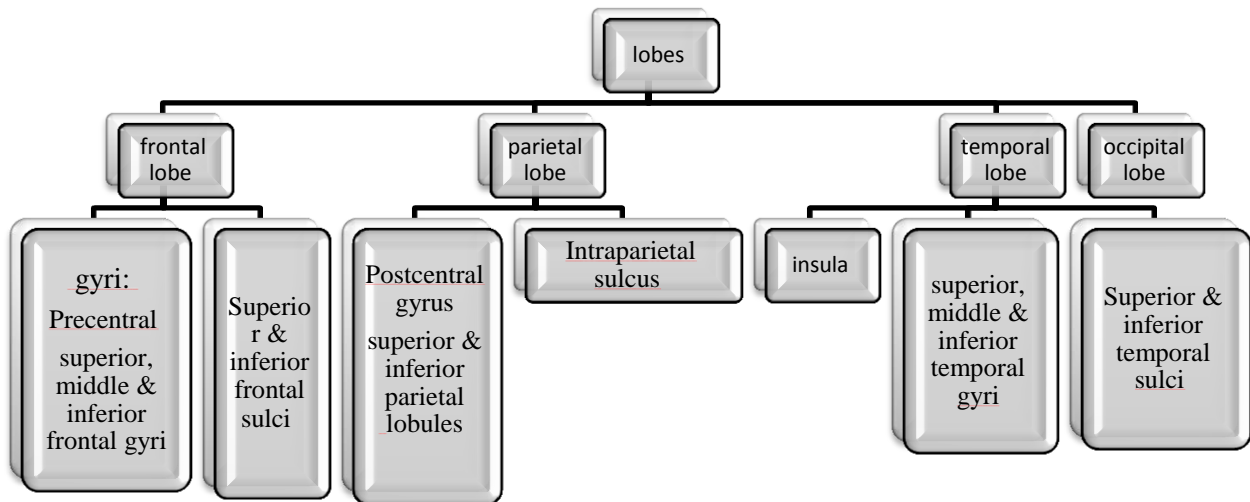 lobes
frontal
lobe
parietal
lobe
temporal
lobe
occipital
lobe
gyri:
Precentral
superior,
middle &
inferior
frontal gyri
Superio
r &
inferior
frontal
sulci
Postcentral
gyrus
superior &
inferior
parietal
lobules
Intraparietal
sulcus
insula
superior,
middle &
inferior
temporal
gyri
Superior &
inferior
temporal
sulci